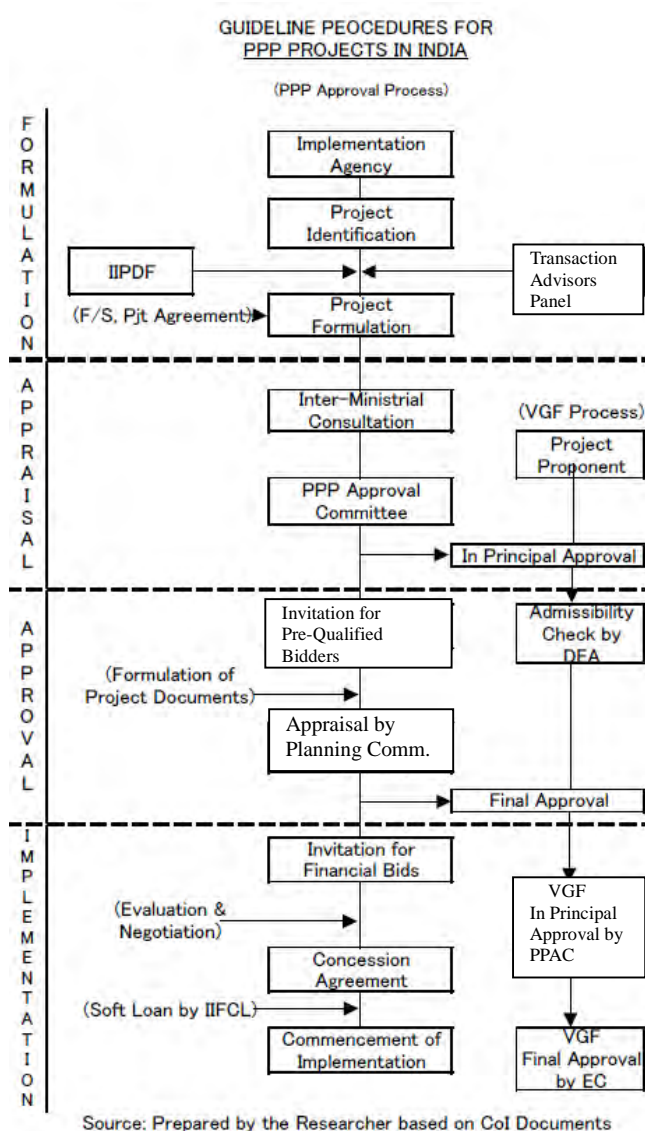 GUIDELINE PEOCEDURES FOR
PPP PROJECTS IN INDIA
(PPP Approval Process)
FORMULATION
Implementation
Agency
Project
Identification
IIPDF
Transaction
Advisors
Panel
(F/S, Pjt Agreement)
Project
Formulation
APPRAISAL
Inter-Ministrial
Consultation
(VGF Process)
Project
Proponent
PPP Approval
Committee
In Principal Approval
APPROVAL
Invitation for
Pre-Qualified
Bidders
Admissibility
Check by
DEA
(Formulation of
Project Documents)
Appraisal by
Planning Comm.
Final Approval
IMPLEMENTATION
Invitation for
Financial Bids
(Evaluation &
Negotiation)
VGF
In Principal
Approval by
PPAC
Concession
Agreement
(Soft Loan by IIFCL)
Commencement of
Implementation
VGF
Final Approval
by EC
Source: Prepared by the Researcher based on CoI Documents